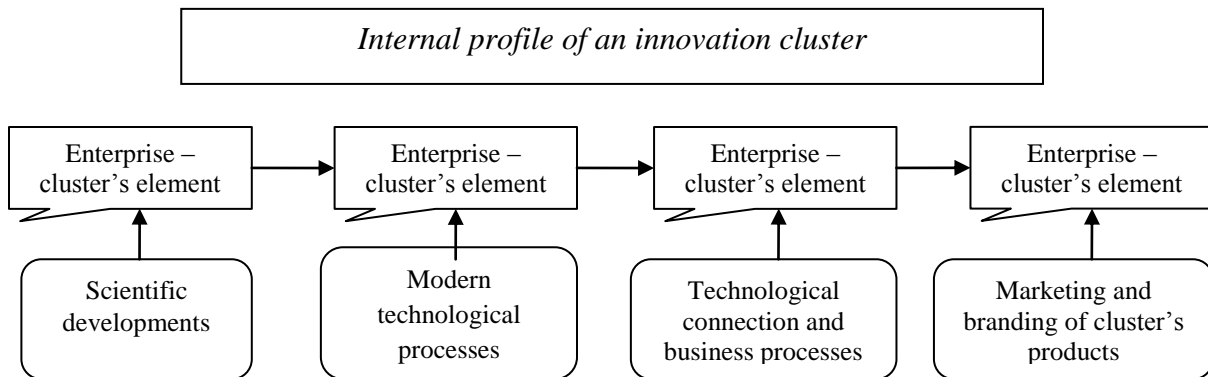 Internal profile of an innovation cluster
Enterprise –
cluster's element
Enterprise –
cluster's element
Enterprise –
cluster's element
Enterprise –
cluster's element
Scientific
developments
Modern
technological
processes
Technological
connection and
business processes
Marketing and
branding of cluster's
products